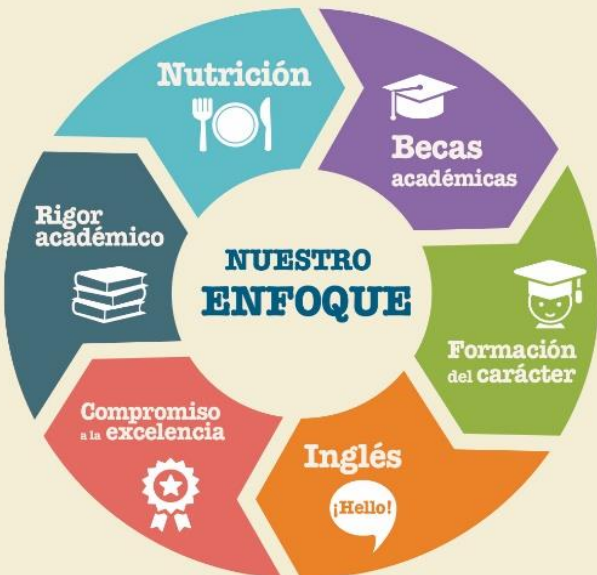 Nutrición
Becas
académicas
Rigor
académico
NUESTRO
ENFOQUE
Formación
del carácter
Compromiso
a la excelencia
Inglés
¡Hello!